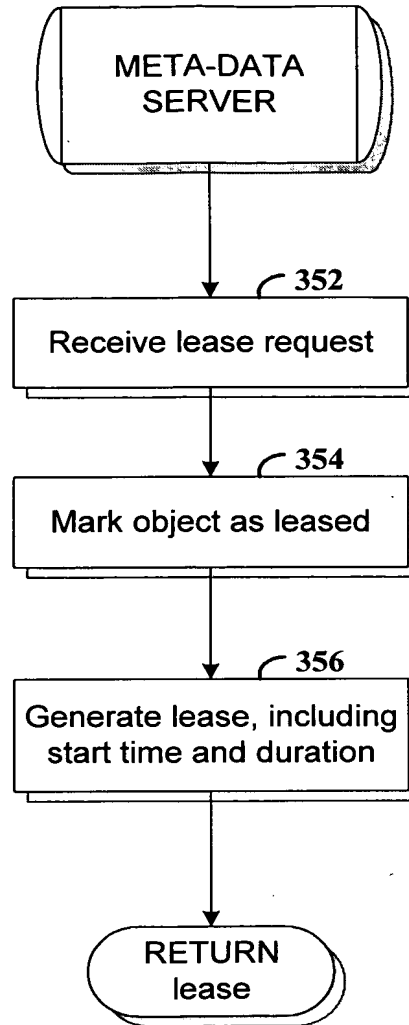 META-DATA
SERVER
352
Receive lease request
354
Mark object as leased
356
Generate lease, including
start time and duration
RETURN
lease